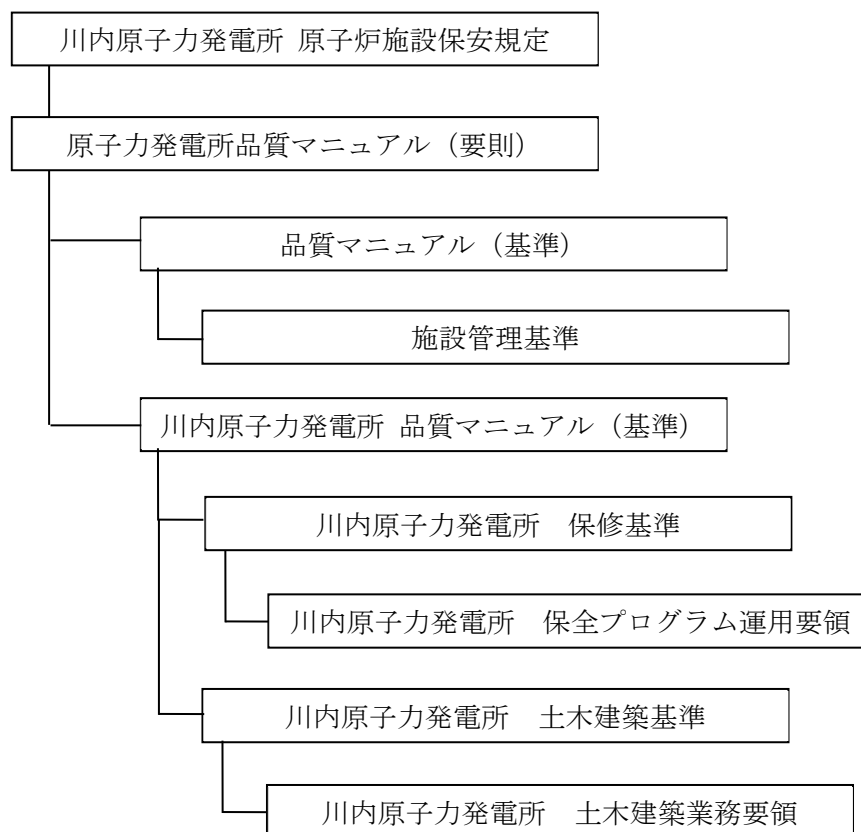 川内原子力発電所 原子炉施設保安規定
原子力発電所品質マニュアル（要則）
品質マニュアル（基準）
施設管理基準
川内原子力発電所 品質マニュアル（基準）
川内原子力発電所　保修基準
川内原子力発電所　保全プログラム運用要領
川内原子力発電所　土木建築基準
川内原子力発電所　土木建築業務要領